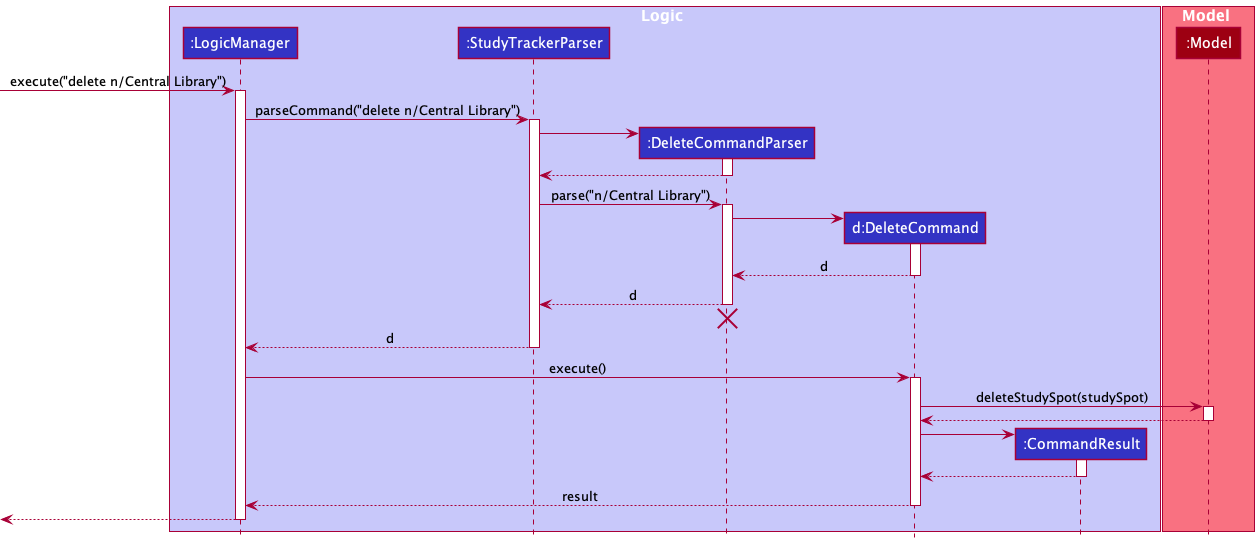 Logic
Model
:LogicManager
:StudyTrackerParser
:Model
execute("delete n/Central Library")
parseCommand("delete n/Central Library")
:DeleteCommandParser
parse("n/Central Library")
d:DeleteCommand
d
d
d
execute()
deleteStudySpot(studySpot)
:CommandResult
result